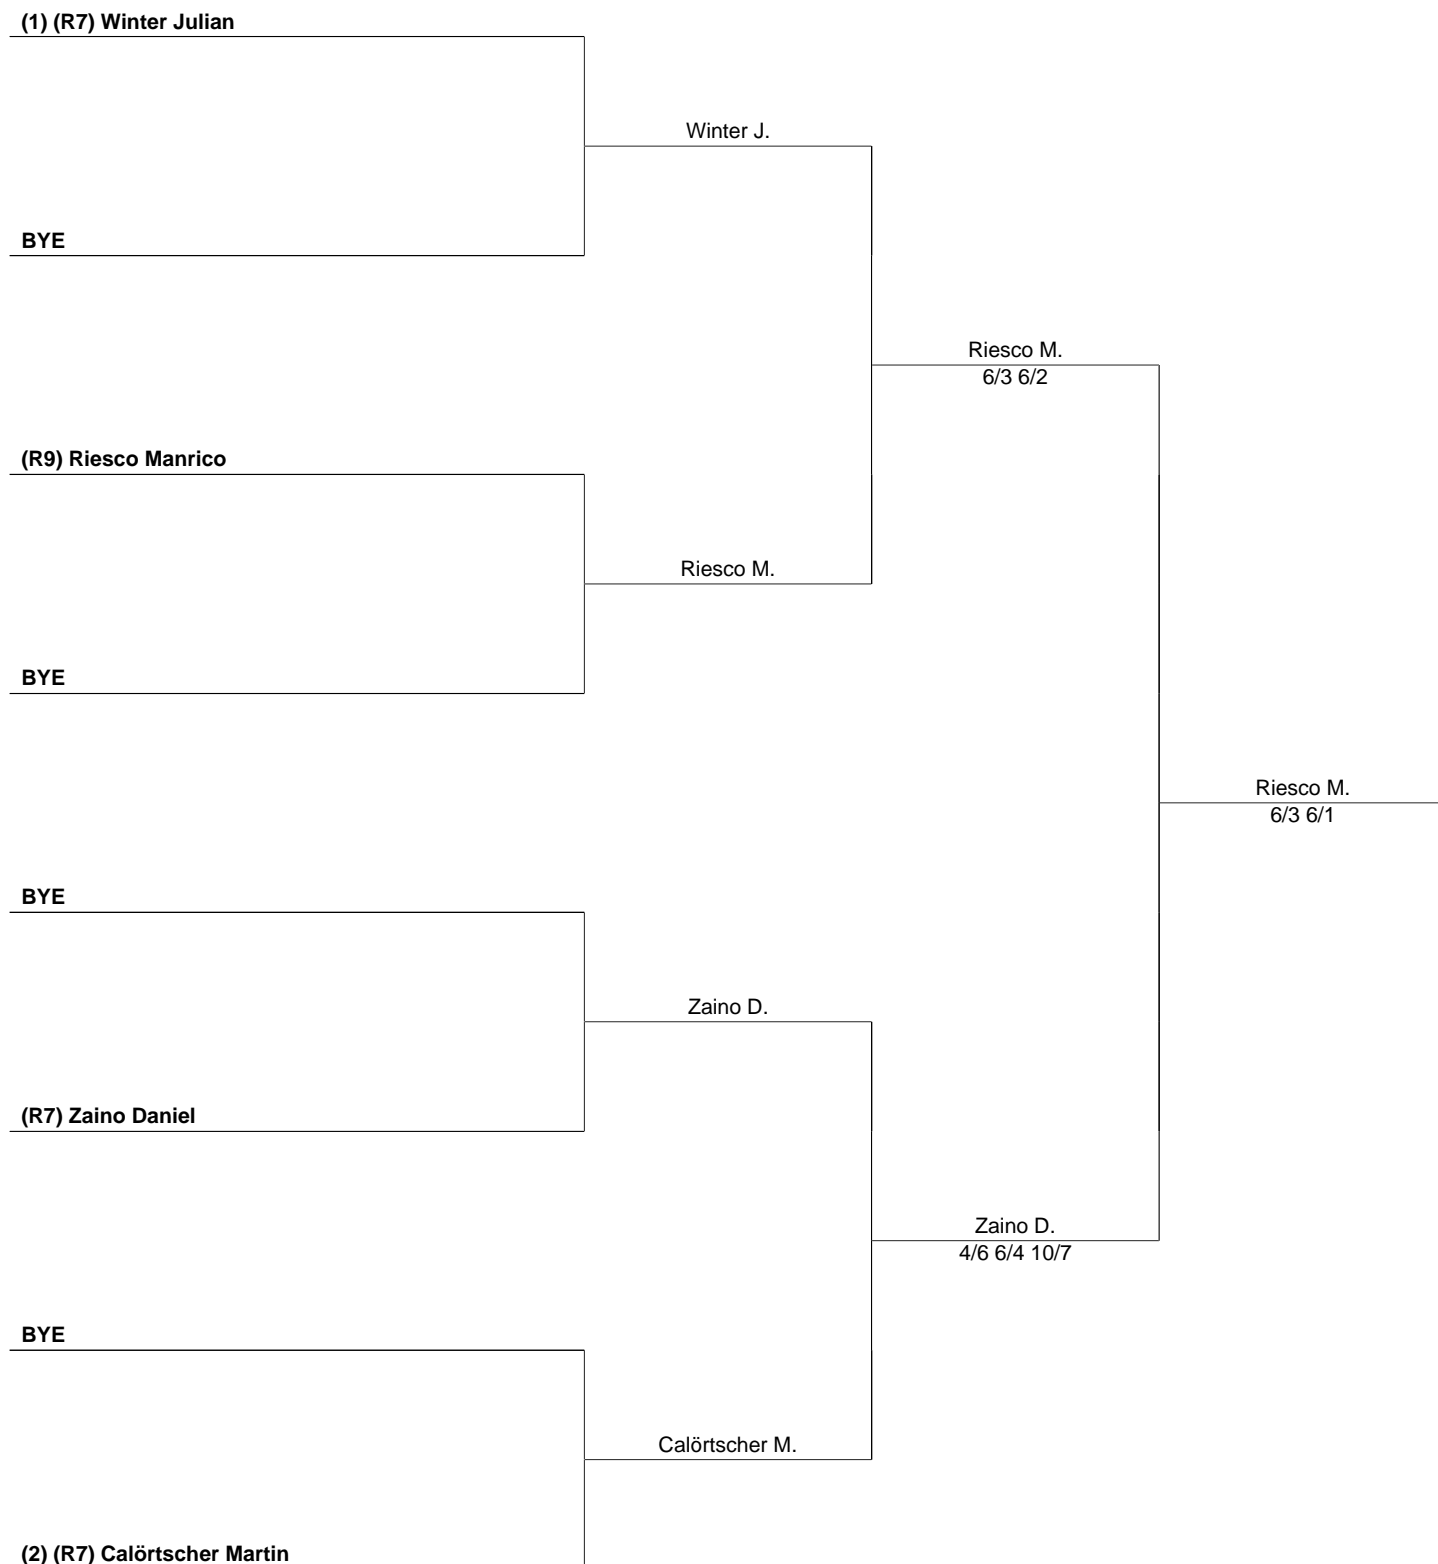 (1) (R7) Winter Julian
Winter J.
BYE
Riesco M.
6/3 6/2
(R9) Riesco Manrico
Riesco M.
BYE
Riesco M.
6/3 6/1
BYE
Zaino D.
(R7) Zaino Daniel
Zaino D.
4/6 6/4 10/7
BYE
Calörtscher M.
(2) (R7) Calörtscher Martin